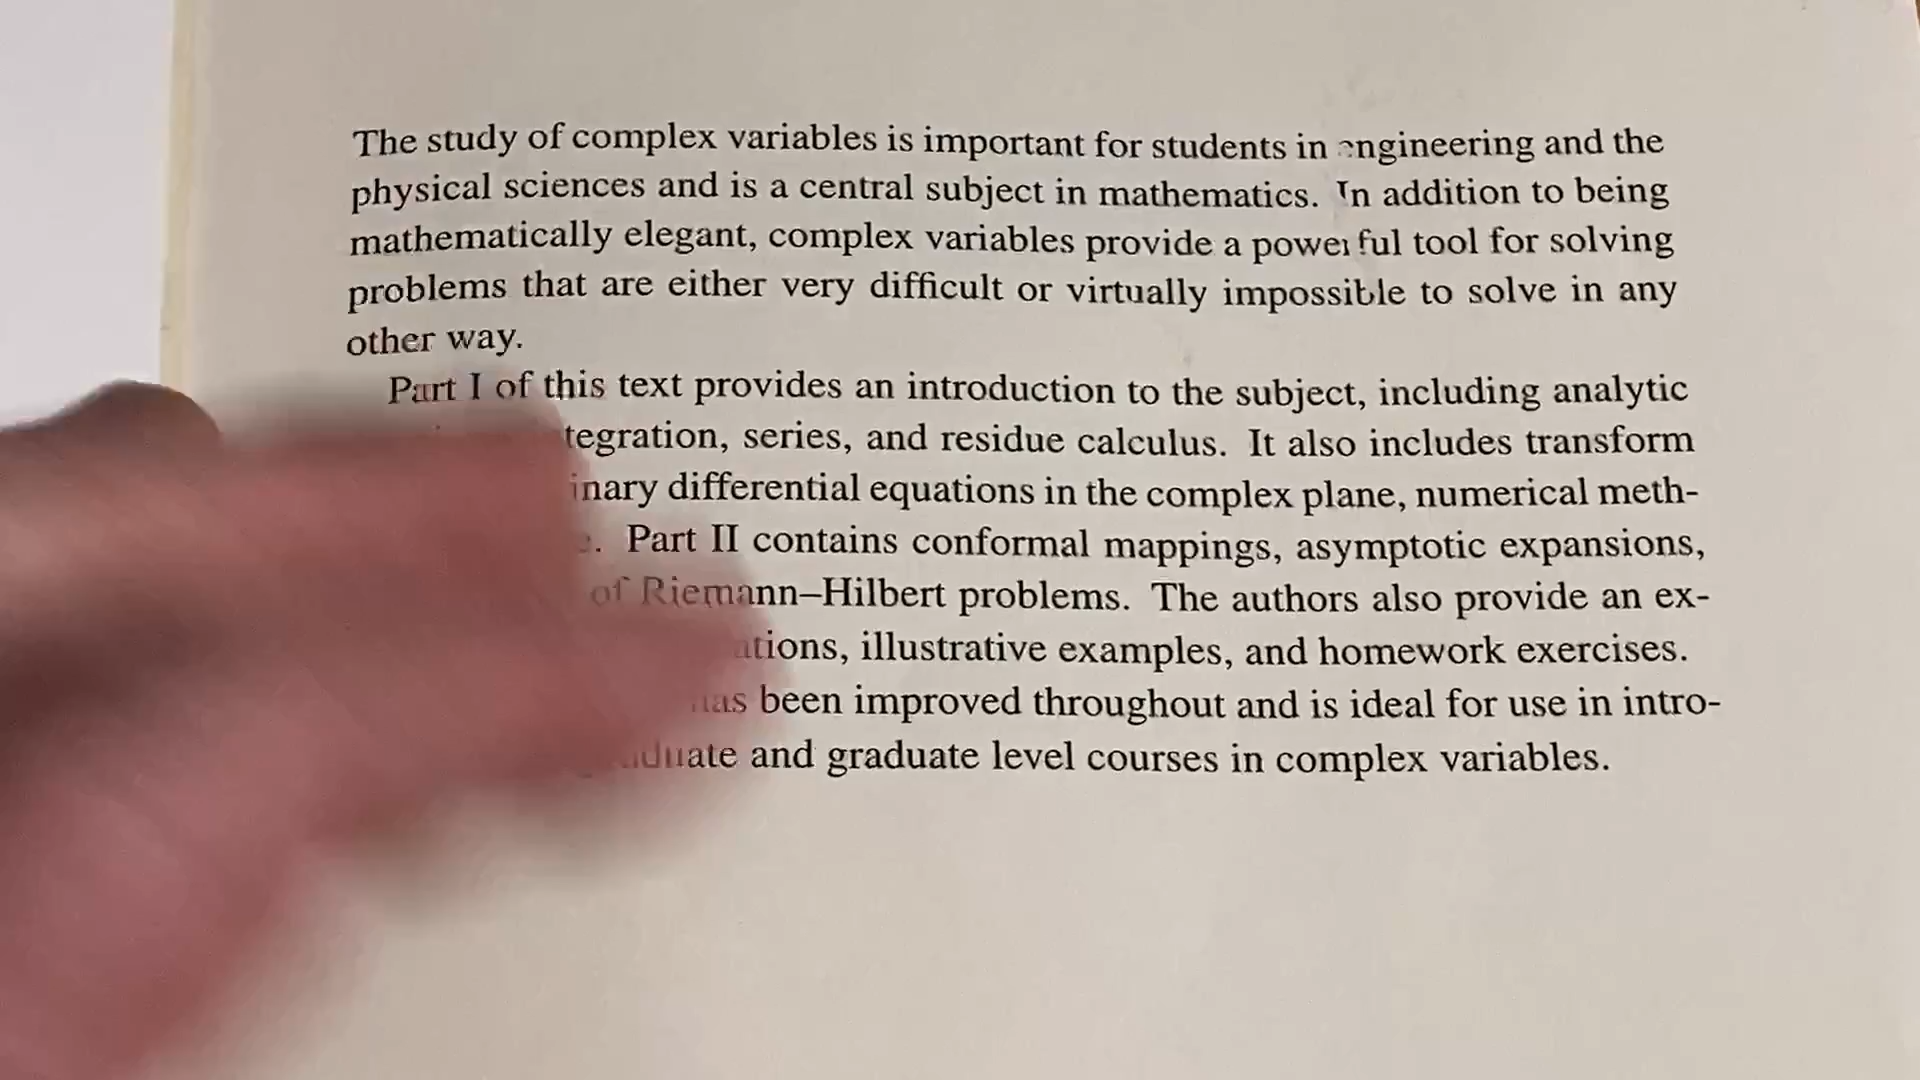 The study of complex variables is important for students in engineering and the
physical sciences and is a central subject in mathematics. In addition to being
mathematically elegant, complex variables provide a powerful tool for solving
problems that are either very difficult or virtually impossible to solve in any
other way.
Part I of this text provides an introduction to the subject, including analytic
series, and residue calculus. It also includes transform
differential equations in the complex plane, numerical meth-
Part II contains conformal mappings, asymptotic expansions,
of Riemann–Hilbert problems. The authors also provide an ex-
illustrative examples, and homework exercises.
has been improved throughout and is ideal for use in intro-
and graduate level courses in complex variables.